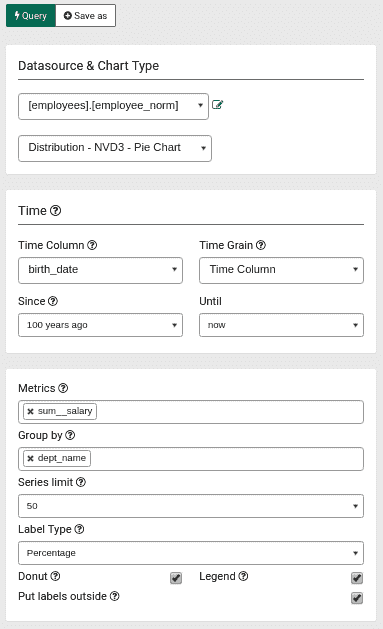 Query Save as
Datasource & Chart Type
[employees].[employee_norm]
Distribution - NVD3 - Pie Chart
Time
Time Column Time Grain
birth_date Time Column
Since Until
100 years ago now
Metrics
sum__salary
Group by
dept_name
Series limit
50
Label Type
Percentage
Donut Legend
Put labels outside